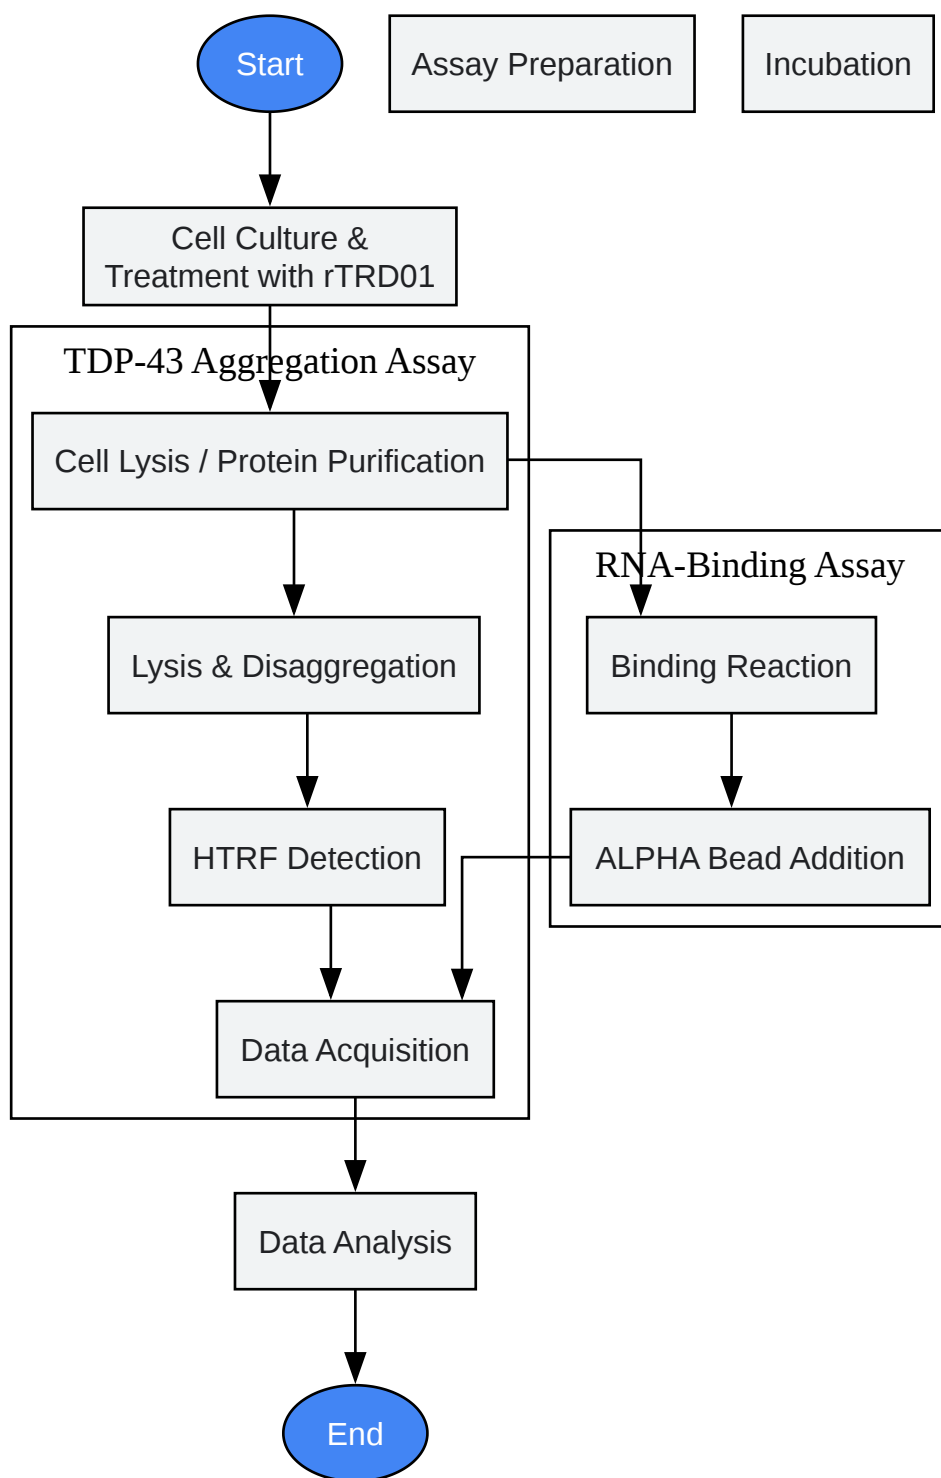 Start
Assay Preparation
Incubation
Cell Culture &
Treatment with rTRD01
TDP-43 Aggregation Assay
Cell Lysis / Protein Purification
RNA-Binding Assay
Lysis & Disaggregation
Binding Reaction
HTRF Detection
ALPHA Bead Addition
Data Acquisition
Data Analysis
End